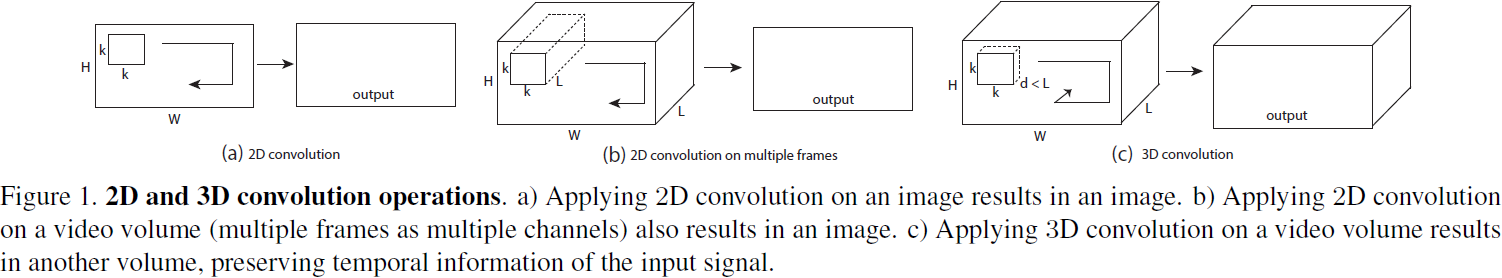 k
H
k
output
W
(a) 2D convolution
k
H
k
L
output
L
W
(b) 2D convolution on multiple frames
k
H
k
d < L
L
output
W
(c) 3D convolution
Figure 1. 2D and 3D convolution operations. a) Applying 2D convolution on an image results in an image. b) Applying 2D convolution
on a video volume (multiple frames as multiple channels) also results in an image. c) Applying 3D convolution on a video volume results
in another volume, preserving temporal information of the input signal.